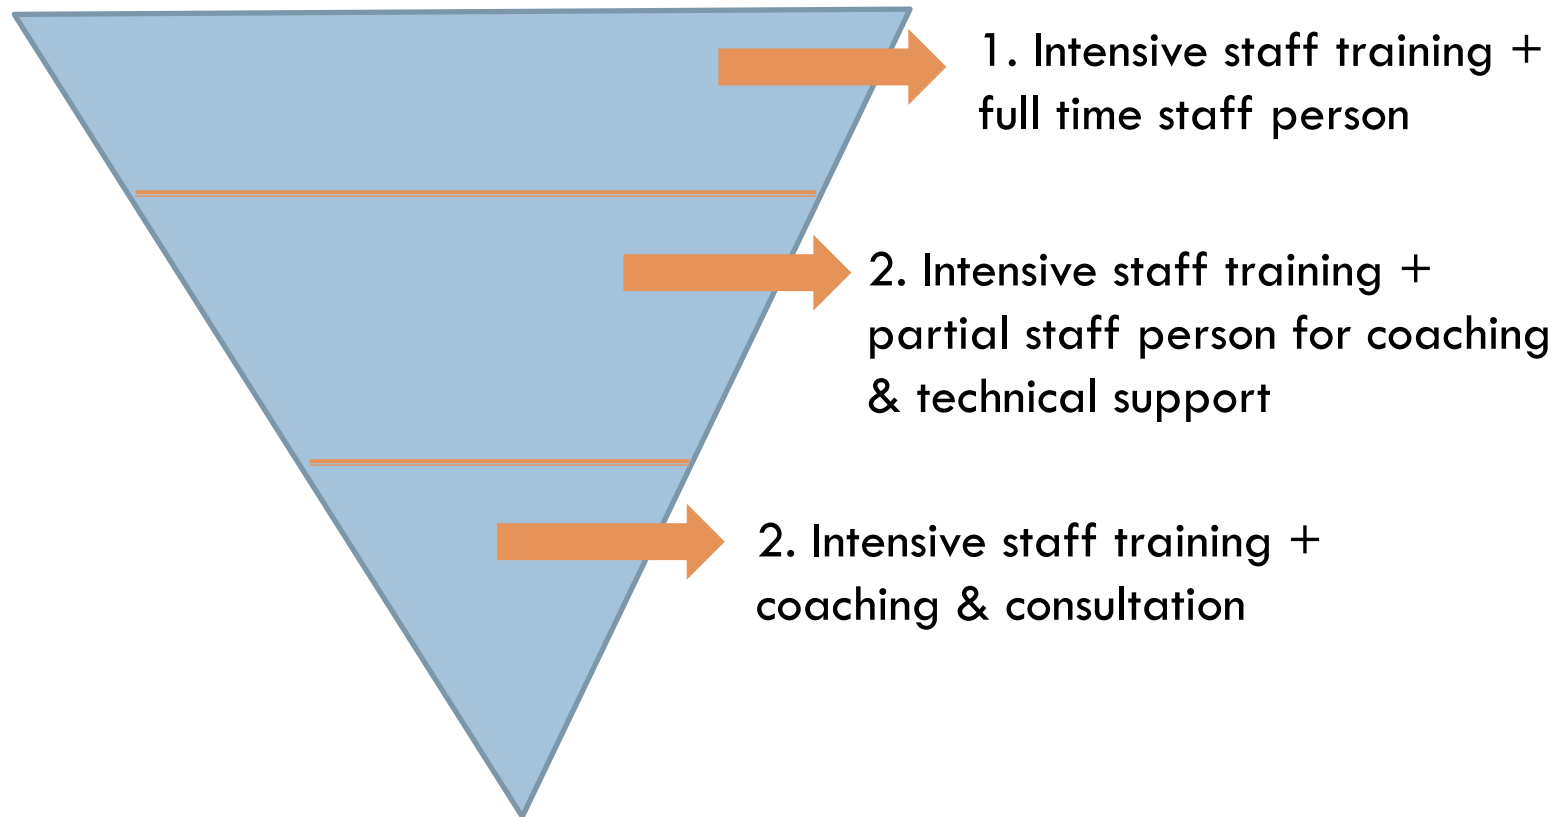 1. Intensive staff training +
full time staff person
2. Intensive staff training +
partial staff person for coaching
& technical support
2. Intensive staff training +
coaching & consultation